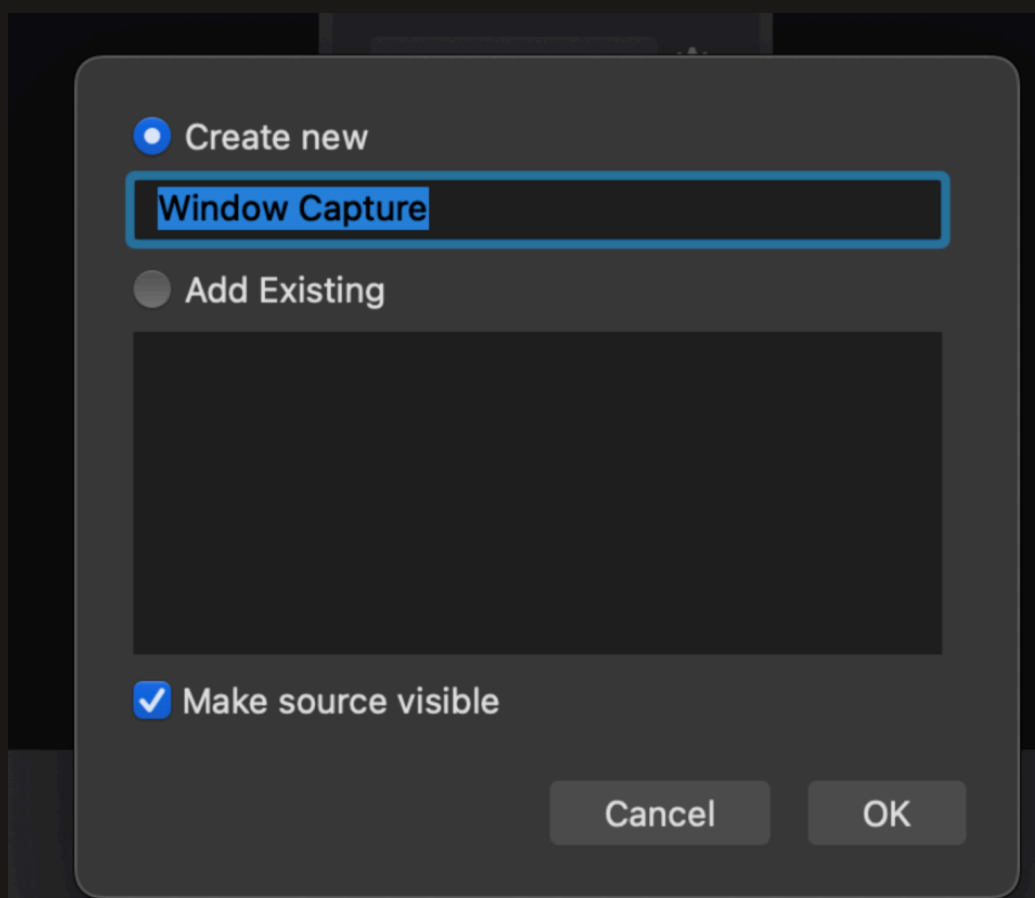 Create new
Window Capture
Add Existing
Make source visible
Cancel
OK